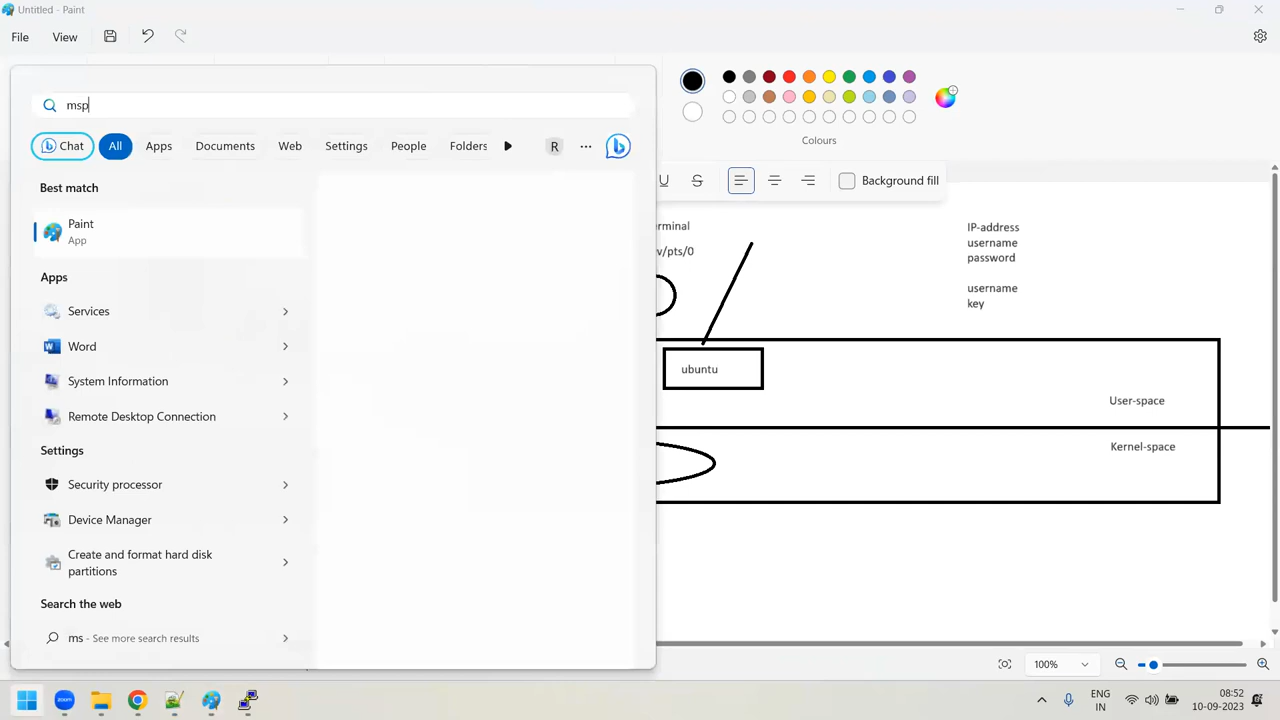 Untitled - Paint
File
View
msp
Chat
All
Apps
Documents
Web
Settings
People
Folders
R
Best match
Paint
App
Apps
Services
Word
System Information
Remote Desktop Connection
Settings
Security processor
Device Manager
Create and format hard disk
partitions
Search the web
ms - See more search results
Colours
U
S
Background fill
rminal
v/pts/0
IP-address
username
password
username
key
ubuntu
User-space
Kernel-space
100%
zoom
ENG
IN
08:52
10-09-2023